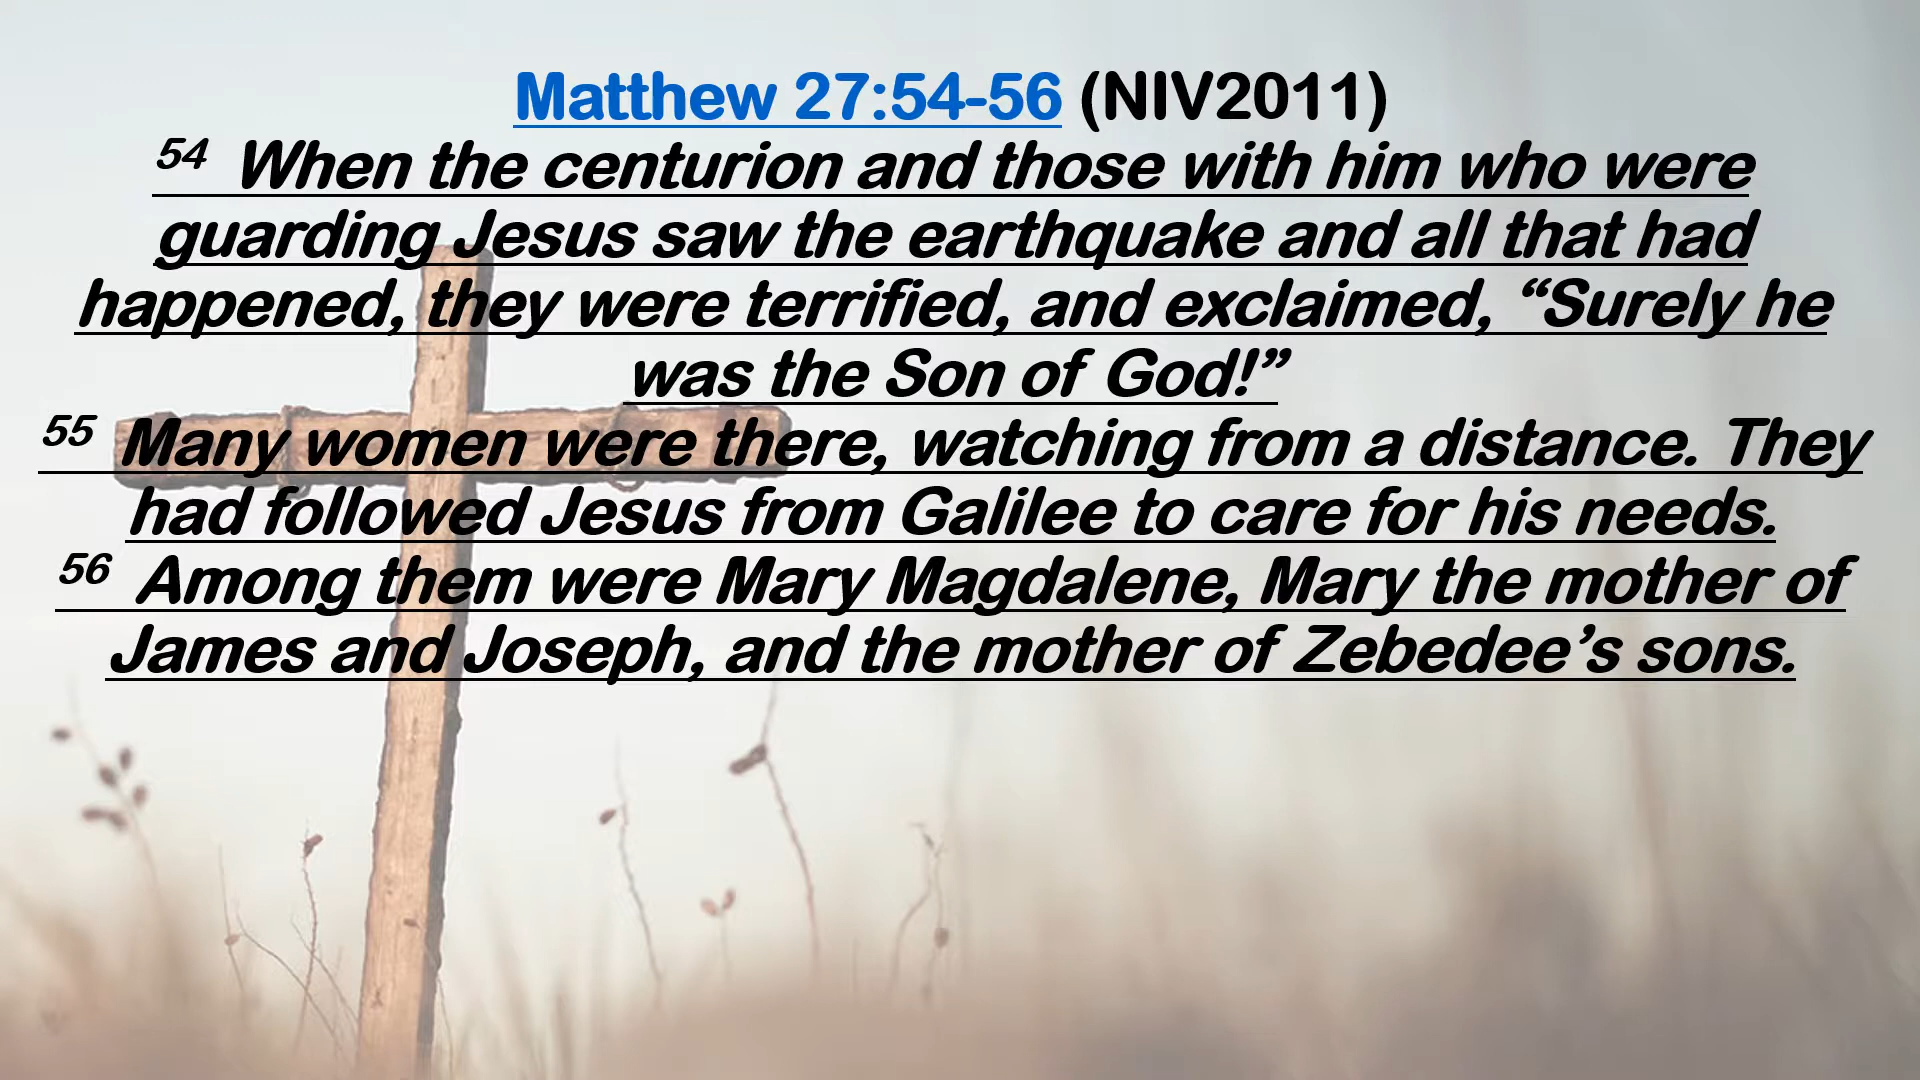 Matthew 27:54-56 (NIV2011)
54 When the centurion and those with him who were
guarding Jesus saw the earthquake and all that had
happened, they were terrified, and exclaimed, “Surely he
was the Son of God!”
55 Many women were there, watching from a distance. They
had followed Jesus from Galilee to care for his needs.
56 Among them were Mary Magdalene, Mary the mother of
James and Joseph, and the mother of Zebedee’s sons.